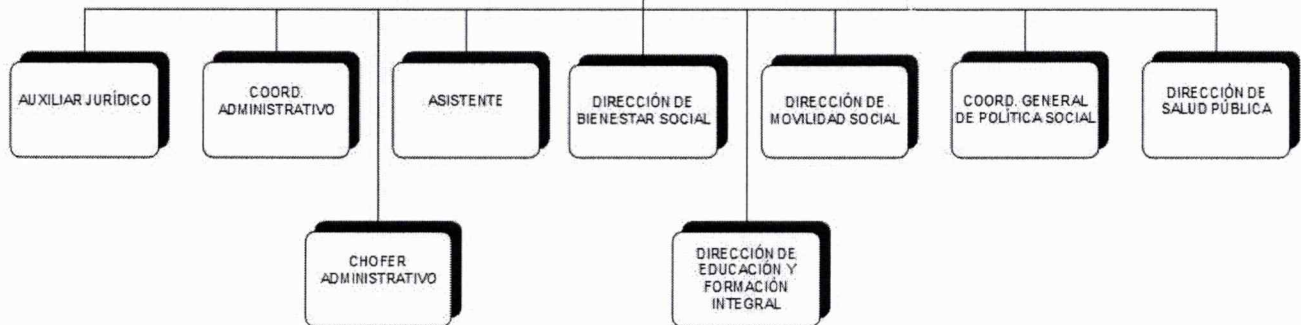 AUXILIAR JURÍDICO
COORD.
ADMINISTRATIVO
ASISTENTE
DIRECCIÓN DE
BIENESTAR SOCIAL
DIRECCIÓN DE
MOVILIDAD SOCIAL
COORD. GENERAL
DE POLÍTICA SOCIAL
DIRECCIÓN DE
SALUD PÚBLICA
CHOFER
ADMINISTRATIVO
DIRECCIÓN DE
EDUCACIÓN Y
FORMACIÓN
INTEGRAL